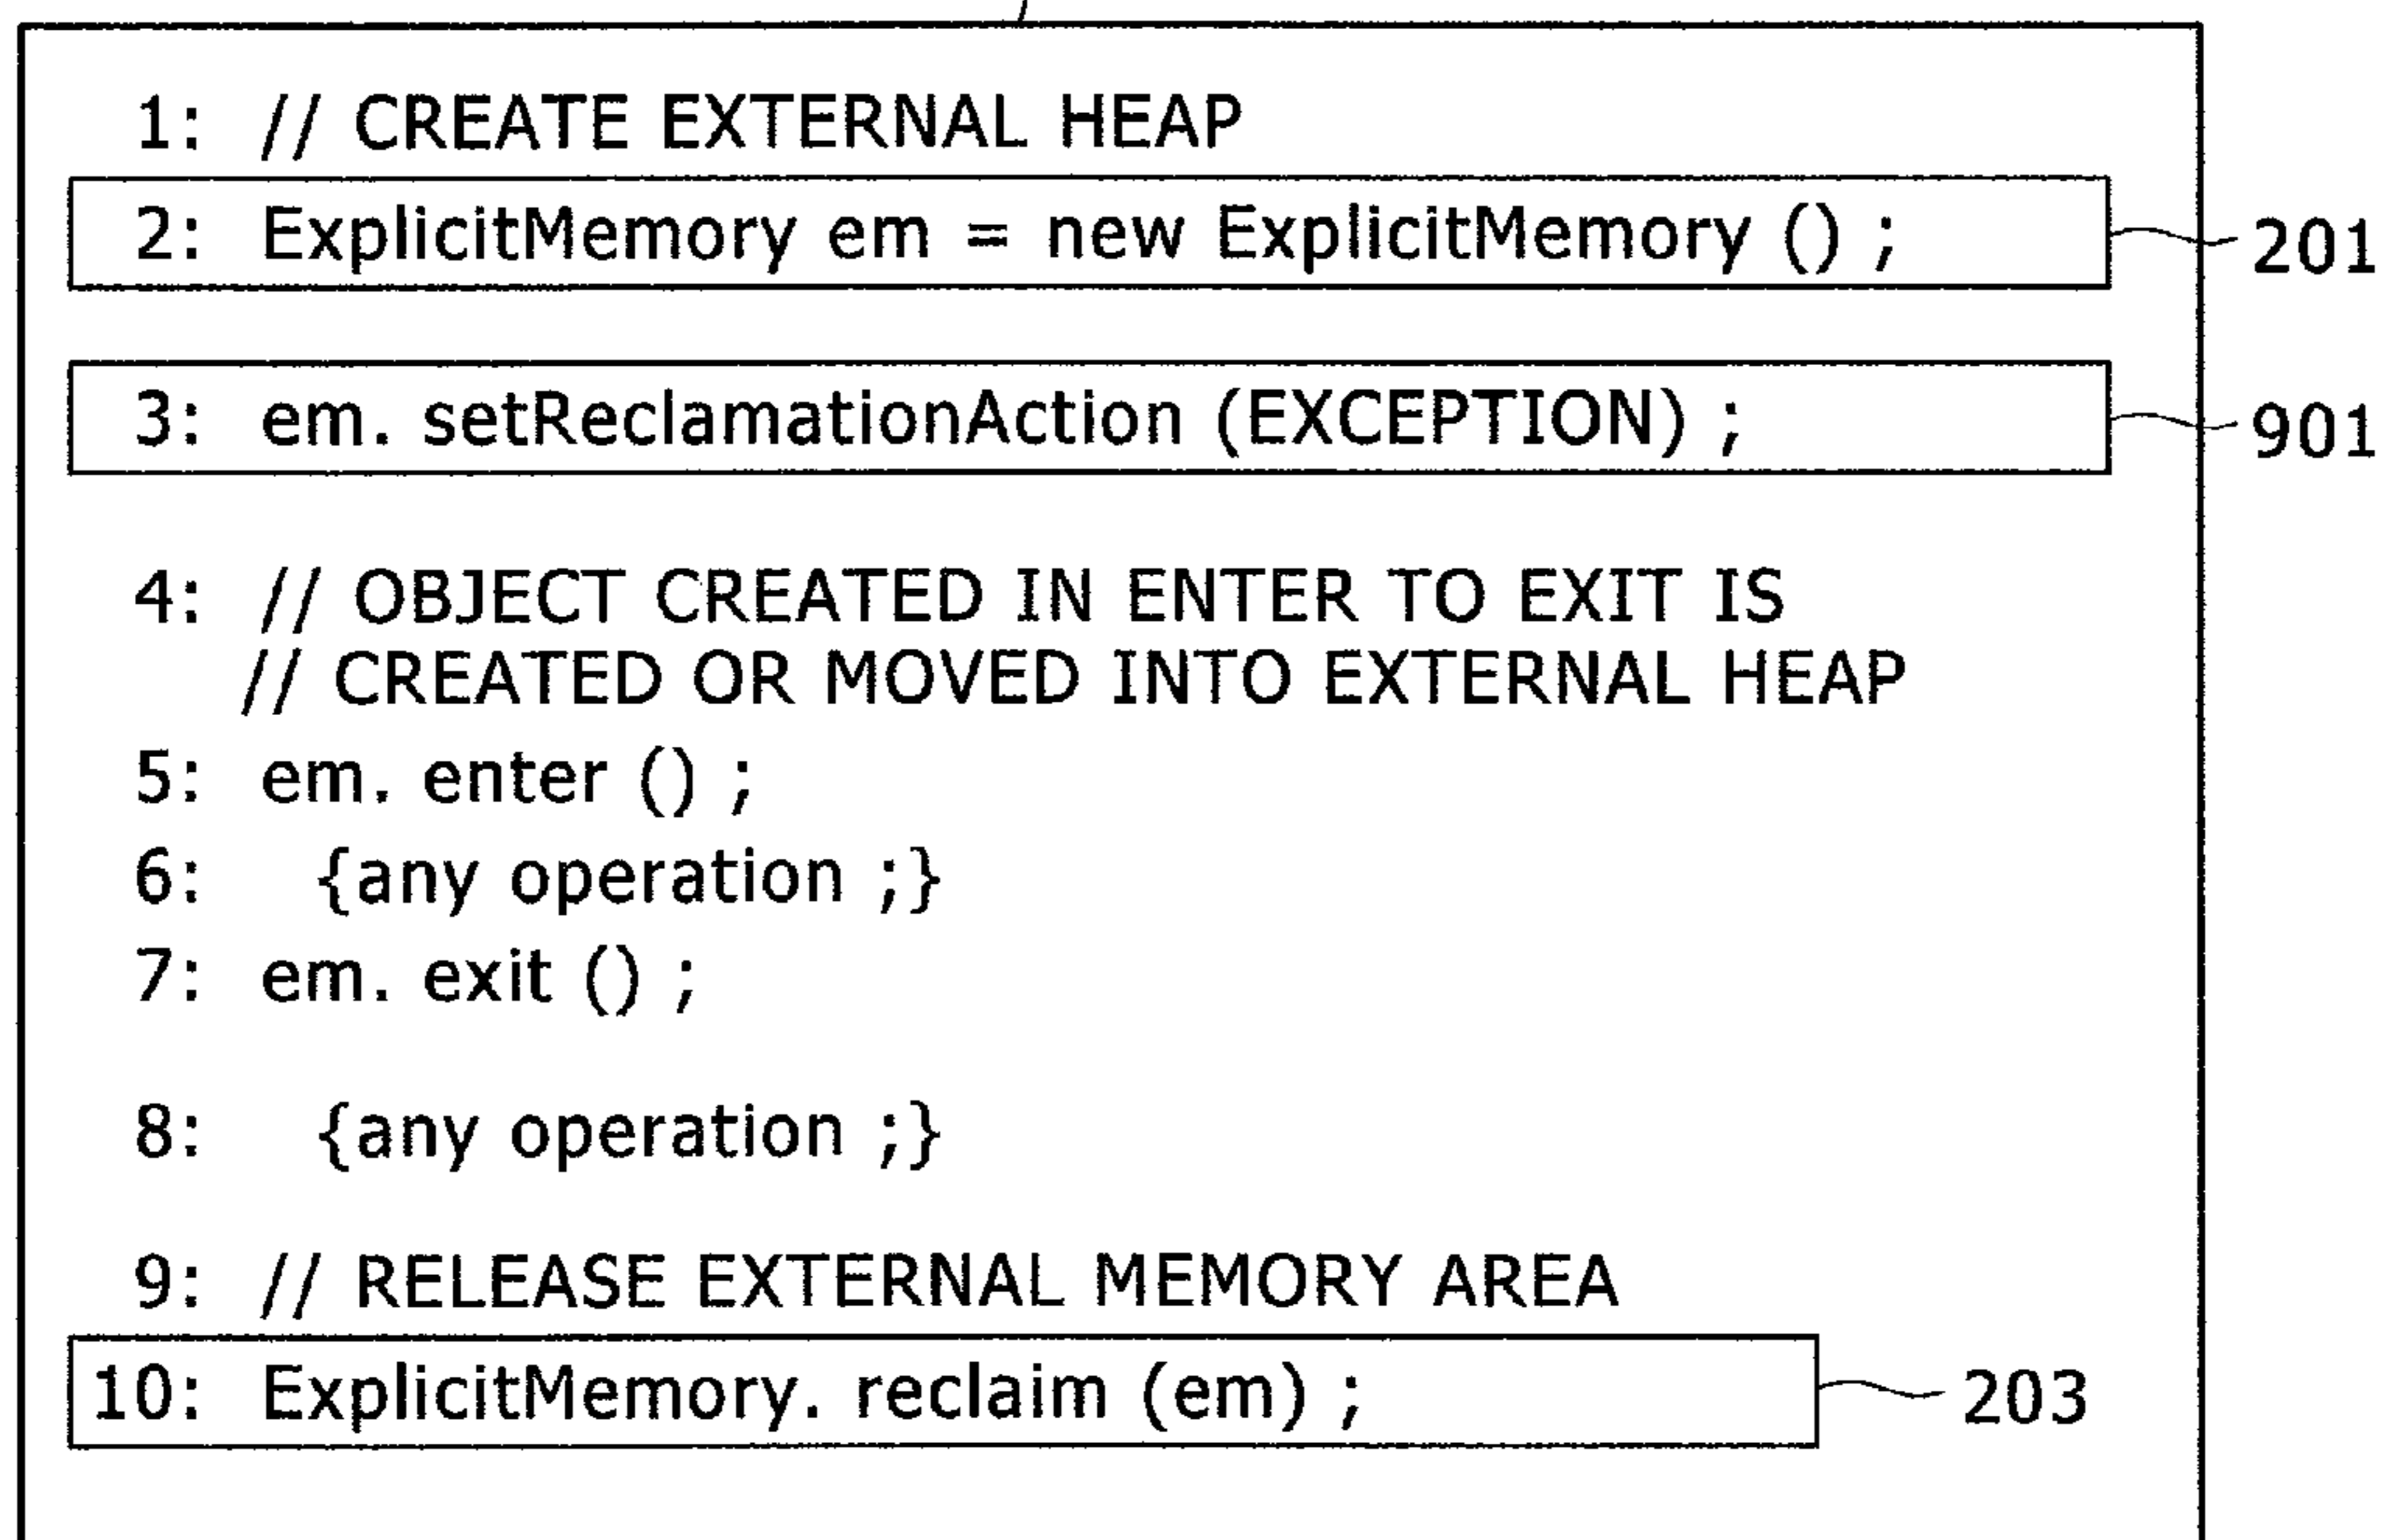 1: // CREATE EXTERNAL HEAP
2: ExplicitMemory em = new ExplicitMemory () ; 201
3: em. setReclamationAction (EXCEPTION) ; 901
4: // OBJECT CREATED IN ENTER TO EXIT IS
// CREATED OR MOVED INTO EXTERNAL HEAP
5: em. enter () ;
6: {any operation ;}
7: em. exit () ;
8: {any operation ;}
9: // RELEASE EXTERNAL MEMORY AREA
10: ExplicitMemory. reclaim (em) ; 203